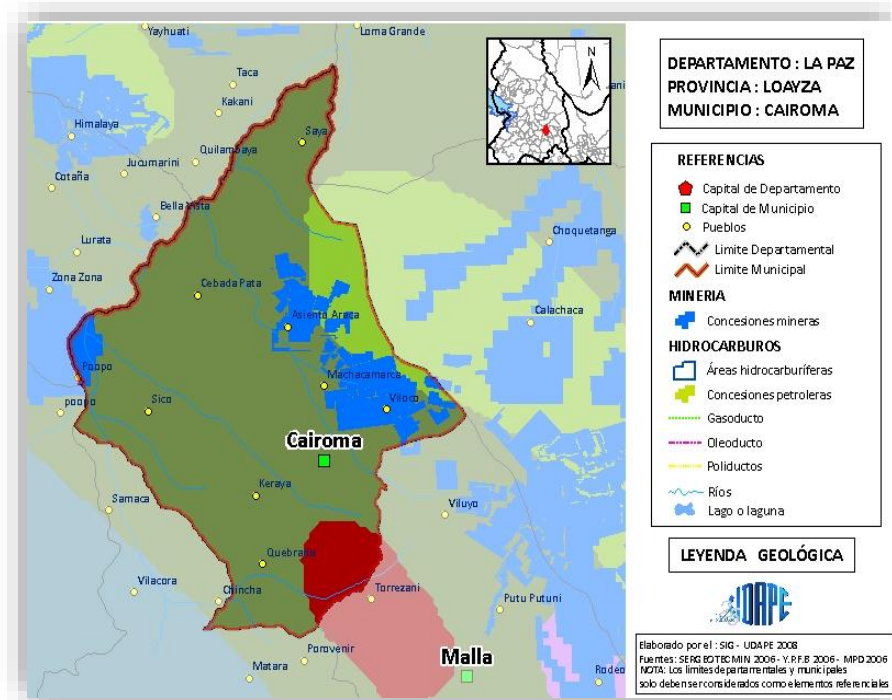 Yayhuati
Loma Grande
Taca
Kakani
Himalaya
Saya
Quilambaya
Jucumarini
Cotaña
Bella Vista
Choquetanga
Lurata
Zona Zona
Cebada Pata
Asiento Araca
Calachaca
Poopo
Machacamarca
poopo
Sico
Viloco
Cairoma
Keraya
Samaca
Viluyo
Quebrada
Vilacora
Chincha
Torrezani
Putu Putuni
Porovenir
Malla
Matara
Rodeo
N
DEPARTAMENTO : LA PAZ
PROVINCIA : LOAYZA
MUNICIPIO : CAIROMA
REFERENCIAS
Capital de Departamento
Capital de Municipio
Pueblos
Limite Departamental
Limite Municipal
MINERIA
Concesiones mineras
HIDROCARBUROS
Áreas hidrocarburíferas
Concesiones petroleras
Gasoducto
Oleoducto
Poliductos
Ríos
Lago o laguna
LEYENDA GEOLÓGICA
UDAPE
Elaborado por el : SIG - UDAPE 2008
Fuentes: SERGEOTECMIN 2006 - Y.P.F.B 2006 - MPD 2006
NOTA: Los limites departamentales y municipales
solo deben ser considerados como elementos referenciales